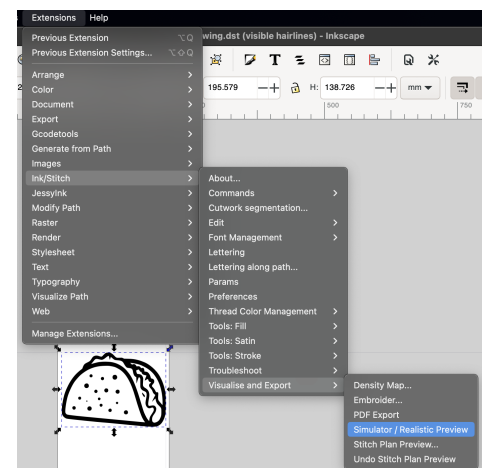 Extensions Help
Previous Extension ⌥Q
wing.dst (visible hairlines) - Inkscape
Previous Extension Settings... ⌥⇧Q
Arrange
Color
195.579 H: 138.726 mm
Document
500 750
Export
Gcodetools
Generate from Path
Images
Ink/Stitch
About...
JessyInk
Commands
Modify Path
Cutwork segmentation...
Raster
Edit
Render
Font Management
Stylesheet
Lettering
Text
Lettering along path...
Typography
Params
Visualize Path
Preferences
Web
Thread Color Management
Manage Extensions...
Tools: Fill
Tools: Satin
Tools: Stroke
Troubleshoot
Visualise and Export
Density Map...
Embroider...
PDF Export
Simulator / Realistic Preview
Stitch Plan Preview...
Undo Stitch Plan Preview